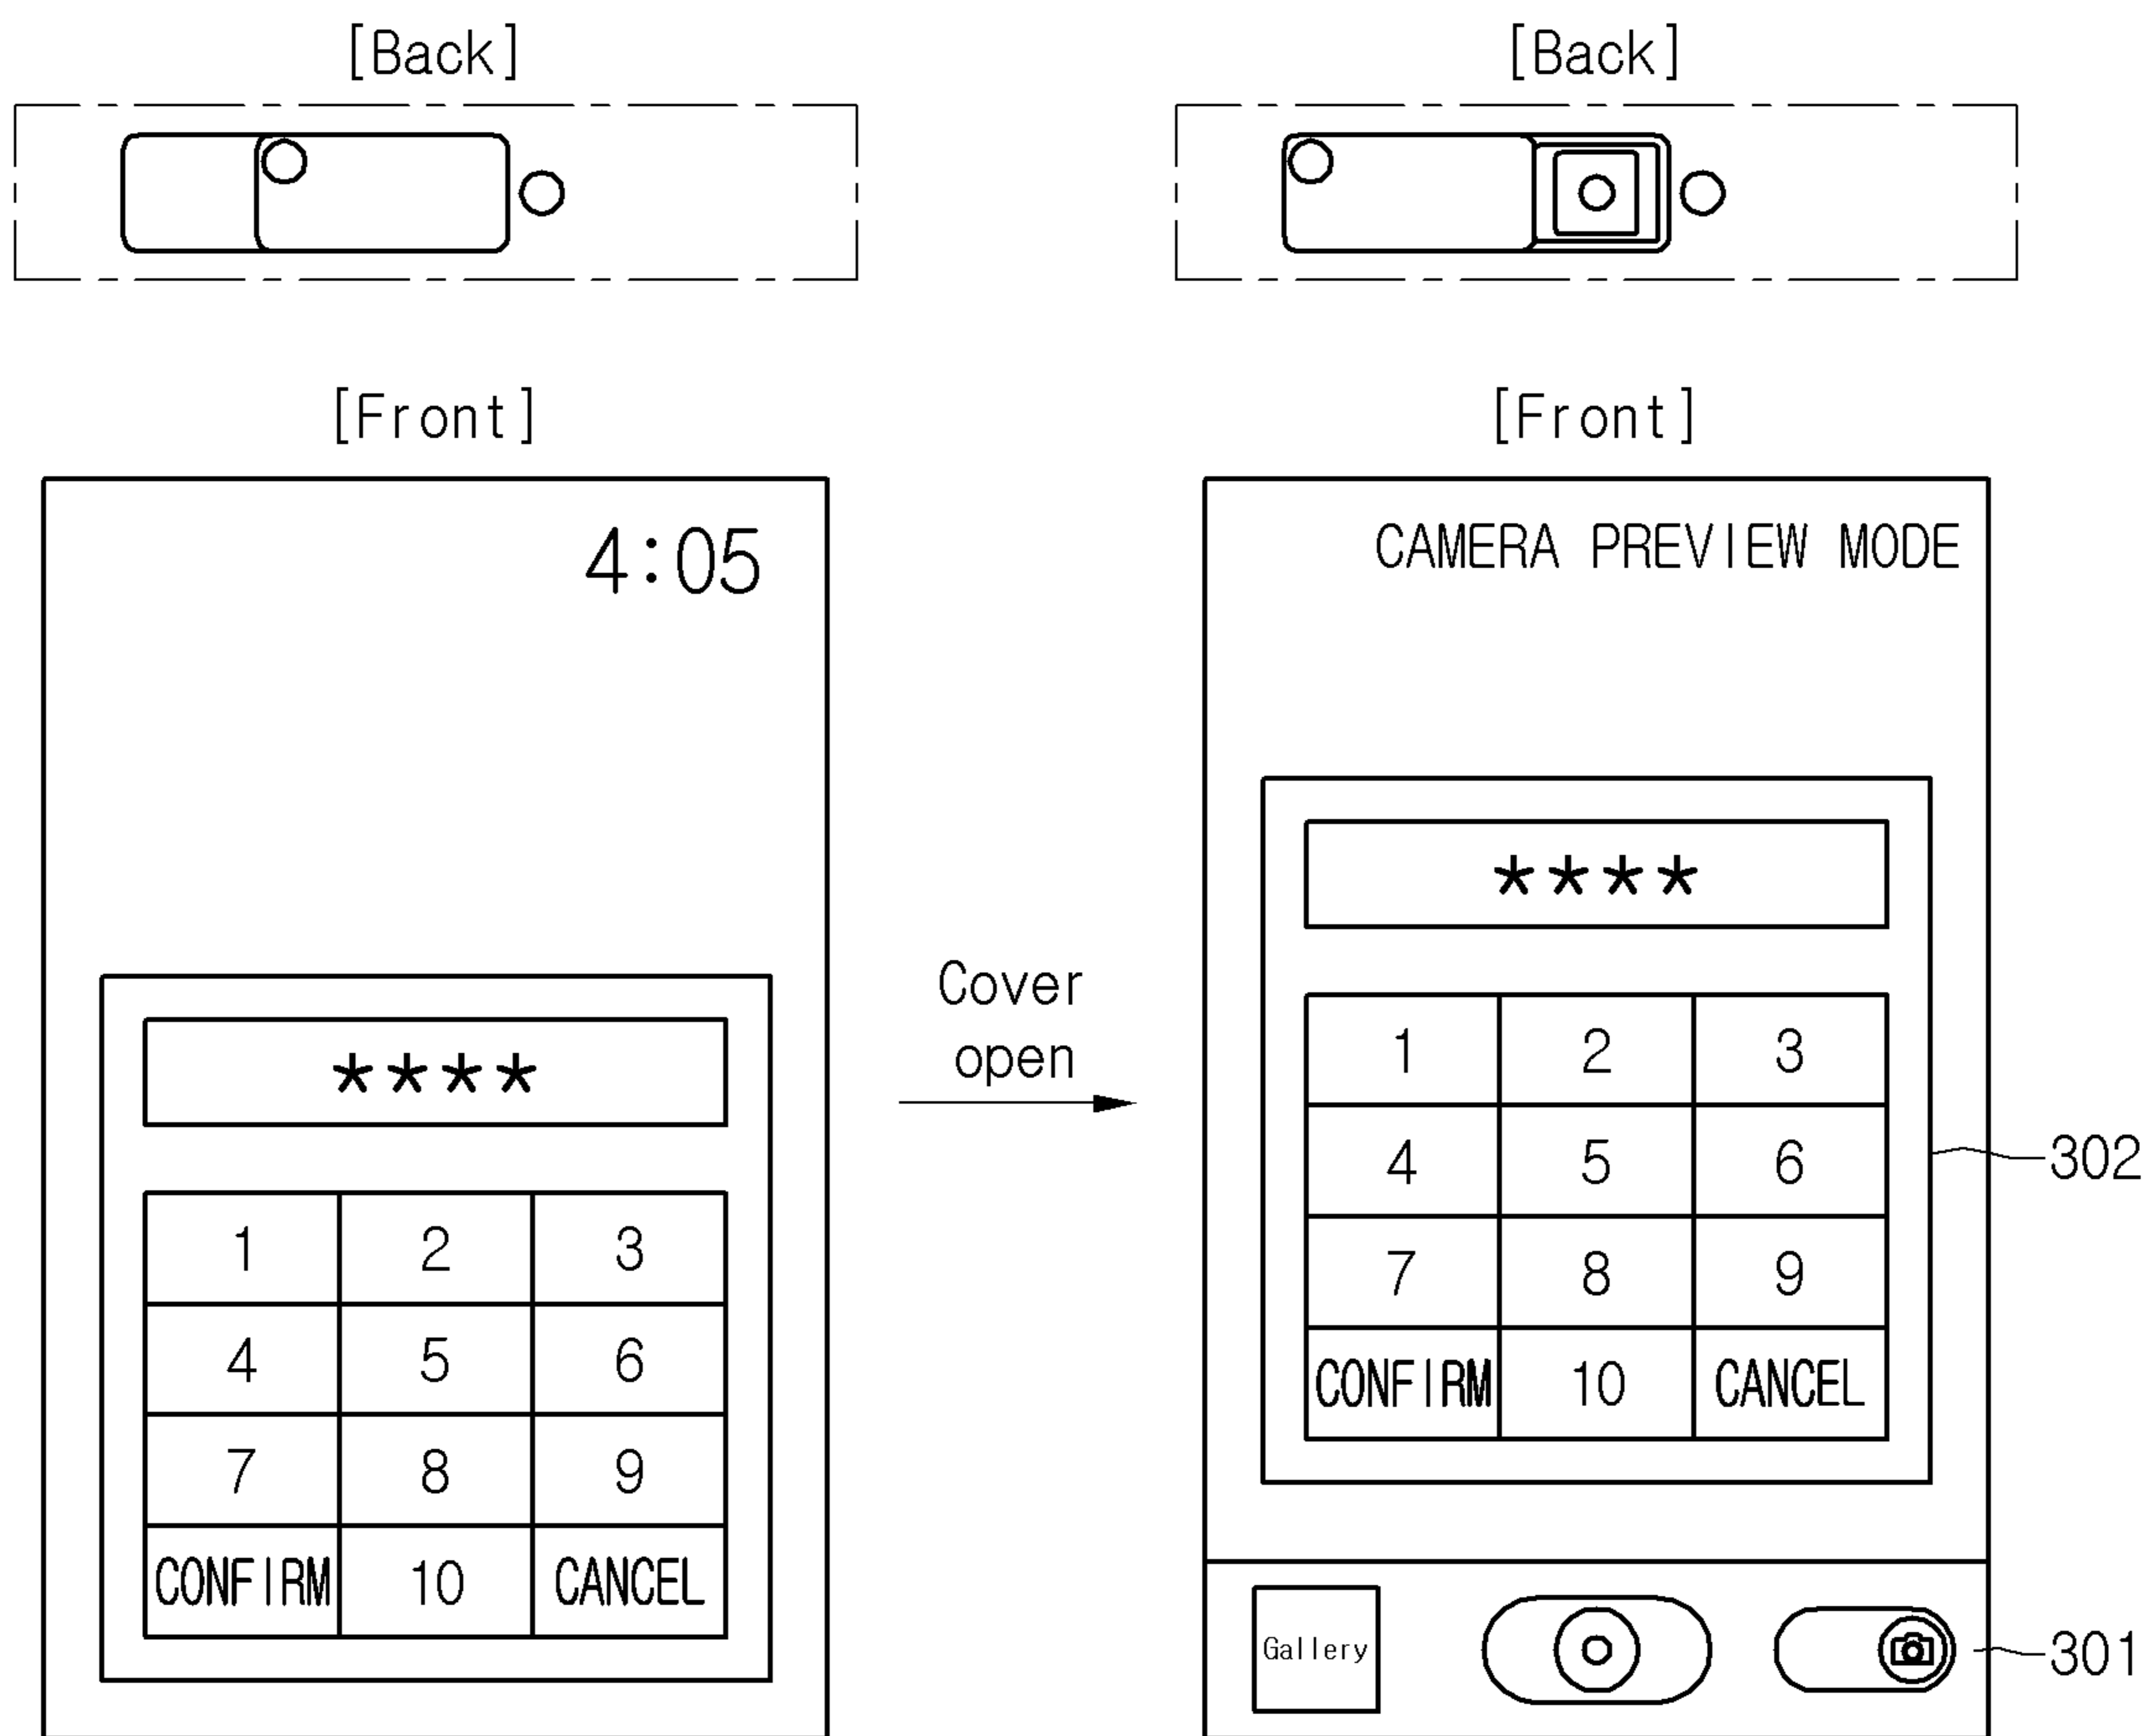 [Back]
[Back]
[Front]
[Front]
4:05
****
1 2 3
4 5 6
7 8 9
CONFIRM 10 CANCEL
Cover
open
CAMERA PREVIEW MODE
****
1 2 3
4 5 6
7 8 9
CONFIRM 10 CANCEL
302
Gallery
301